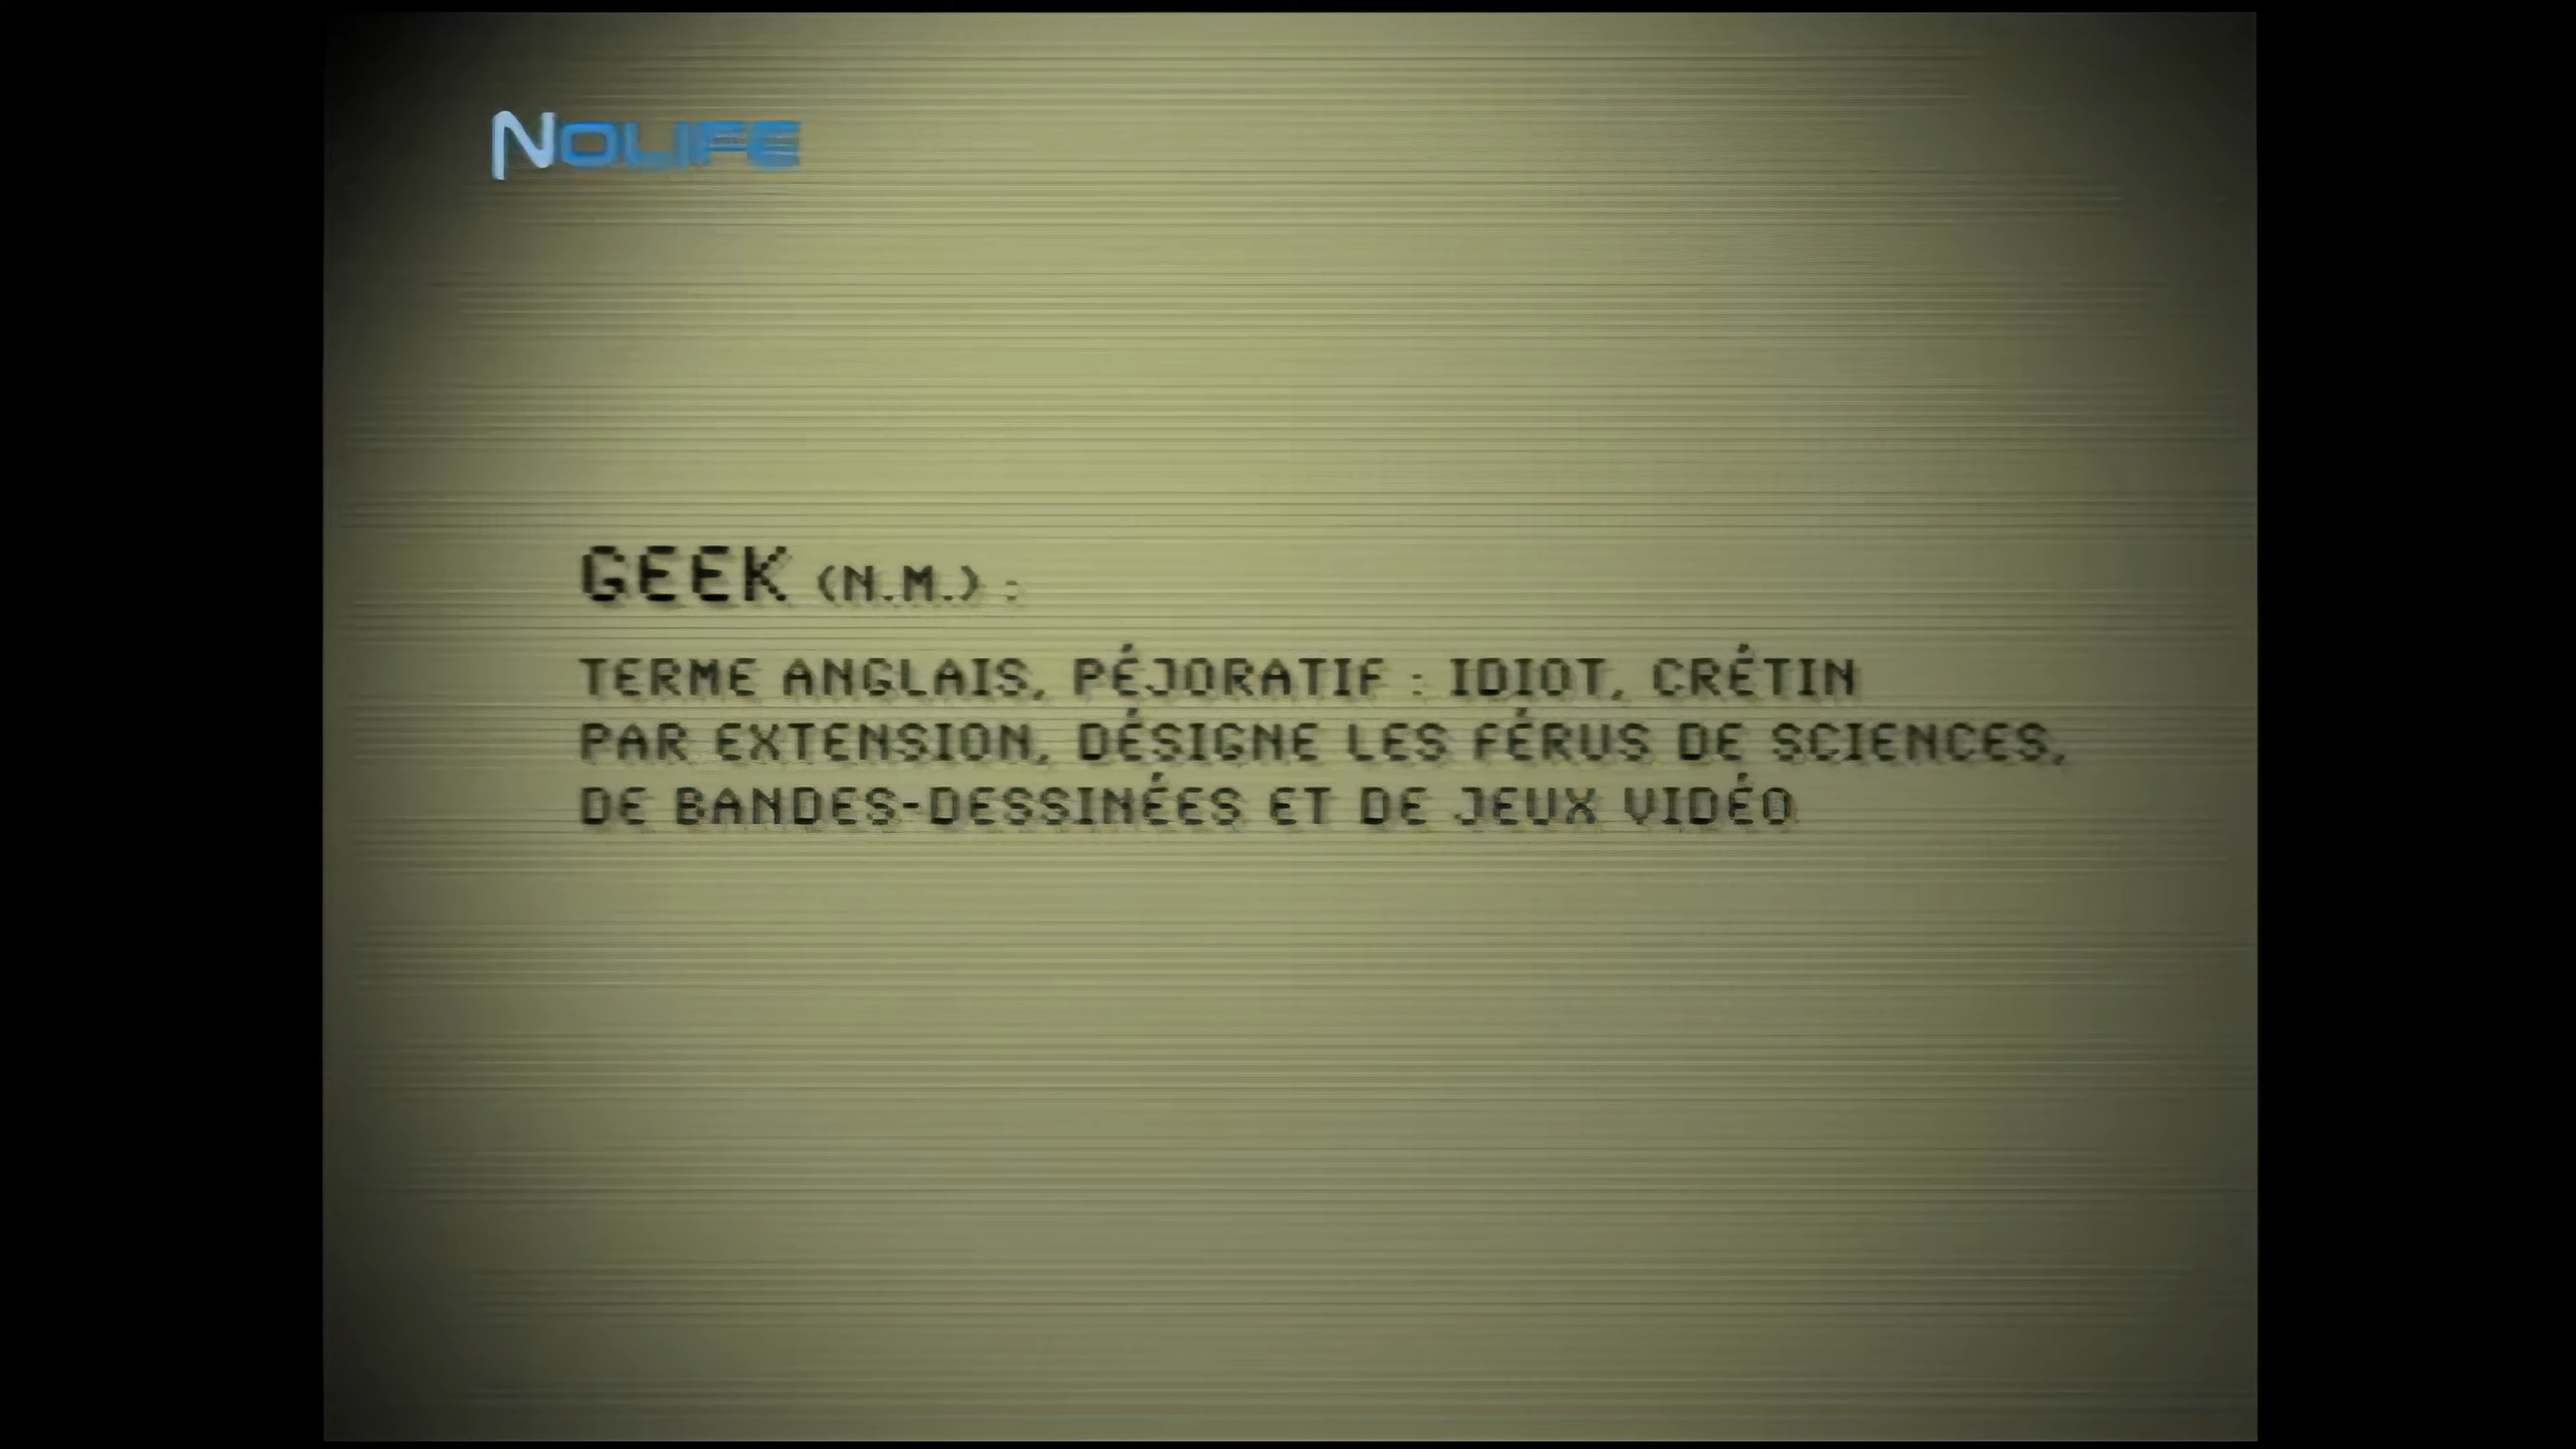 NOLIFE
GEEK (N.M.) :
TERME ANGLAIS, PÉJORATIF : IDIOT, CRÉTIN
PAR EXTENSION, DÉSIGNE LES FÉRUS DE SCIENCES,
DE BANDES-DESSINÉES ET DE JEUX VIDÉO